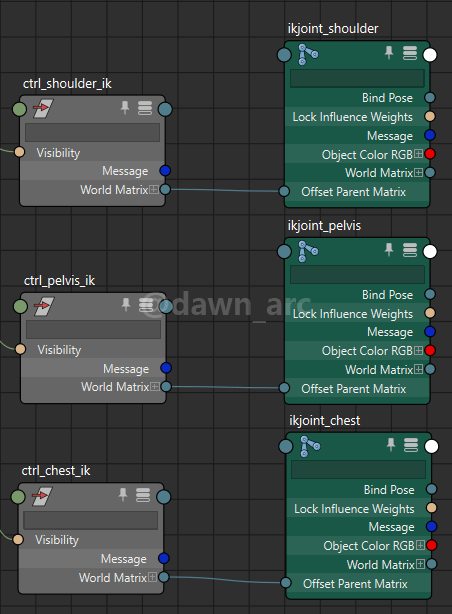 ikjoint_shoulder
ctrl_shoulder_ik
Bind Pose
Lock Influence Weights
Visibility
Message
Object Color RGB
Message
World Matrix
World Matrix
Offset Parent Matrix
ikjoint_pelvis
ctrl_pelvis_ik
@dawn_arc
Bind Pose
Lock Influence Weights
Visibility
Message
Object Color RGB
Message
World Matrix
World Matrix
Offset Parent Matrix
ikjoint_chest
ctrl_chest_ik
Bind Pose
Lock Influence Weights
Message
Visibility
Object Color RGB
Message
World Matrix
World Matrix
Offset Parent Matrix